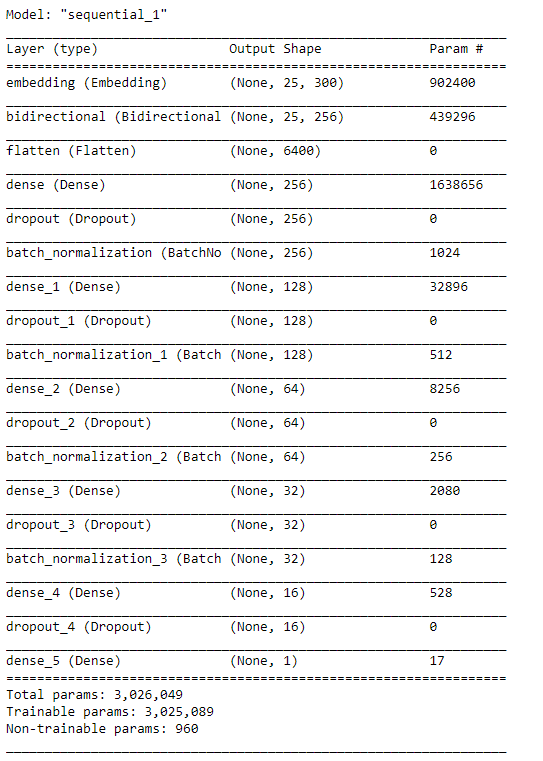 Model: "sequential_1"
_________________________________________________________________
Layer (type)                 Output Shape              Param #
=================================================================
embedding (Embedding)        (None, 25, 300)           902400
_________________________________________________________________
bidirectional (Bidirectional (None, 25, 256)           439296
_________________________________________________________________
flatten (Flatten)            (None, 6400)              0
_________________________________________________________________
dense (Dense)                (None, 256)               1638656
_________________________________________________________________
dropout (Dropout)            (None, 256)               0
_________________________________________________________________
batch_normalization (BatchNo (None, 256)               1024
_________________________________________________________________
dense_1 (Dense)              (None, 128)               32896
_________________________________________________________________
dropout_1 (Dropout)          (None, 128)               0
_________________________________________________________________
batch_normalization_1 (Batch (None, 128)               512
_________________________________________________________________
dense_2 (Dense)              (None, 64)                8256
_________________________________________________________________
dropout_2 (Dropout)          (None, 64)                0
_________________________________________________________________
batch_normalization_2 (Batch (None, 64)                256
_________________________________________________________________
dense_3 (Dense)              (None, 32)                2080
_________________________________________________________________
dropout_3 (Dropout)          (None, 32)                0
_________________________________________________________________
batch_normalization_3 (Batch (None, 32)                128
_________________________________________________________________
dense_4 (Dense)              (None, 16)                528
_________________________________________________________________
dropout_4 (Dropout)          (None, 16)                0
_________________________________________________________________
dense_5 (Dense)              (None, 1)                 17
=================================================================
Total params: 3,026,049
Trainable params: 3,025,089
Non-trainable params: 960
_________________________________________________________________